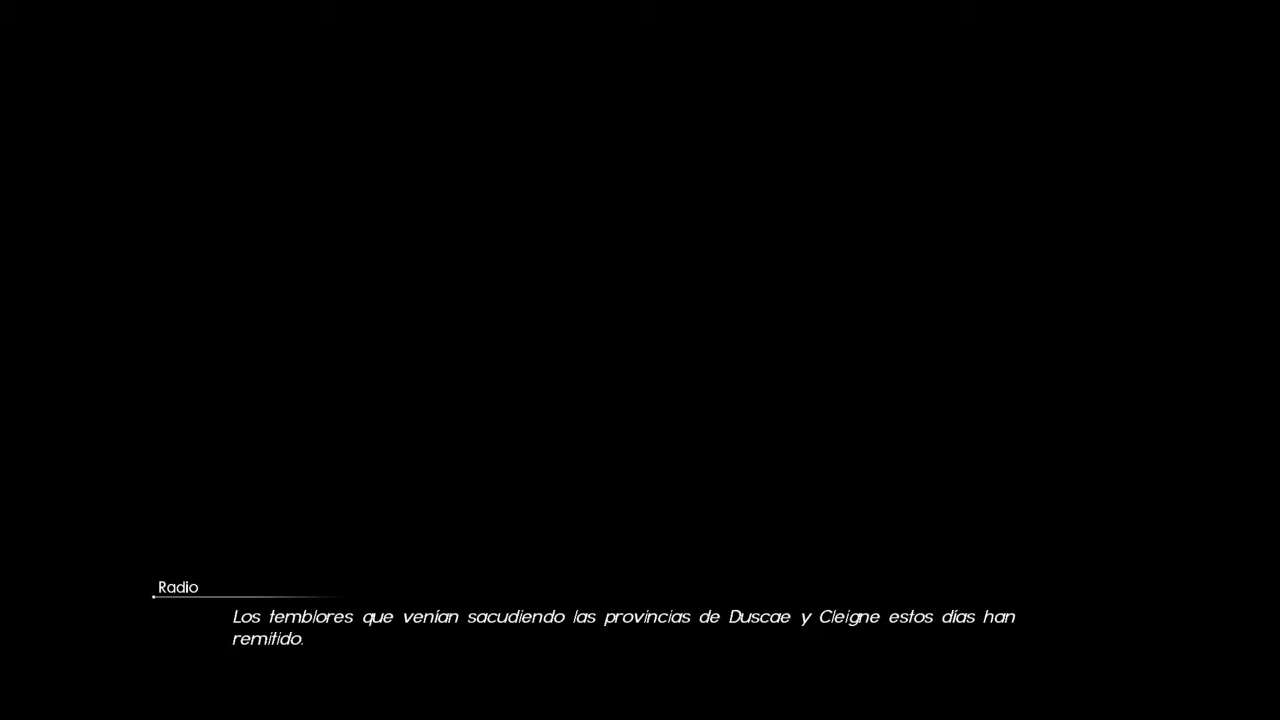 Radio
Los temblores que venían sacudiendo las provincias de Duscae y Cleigne estos días han
remitido.